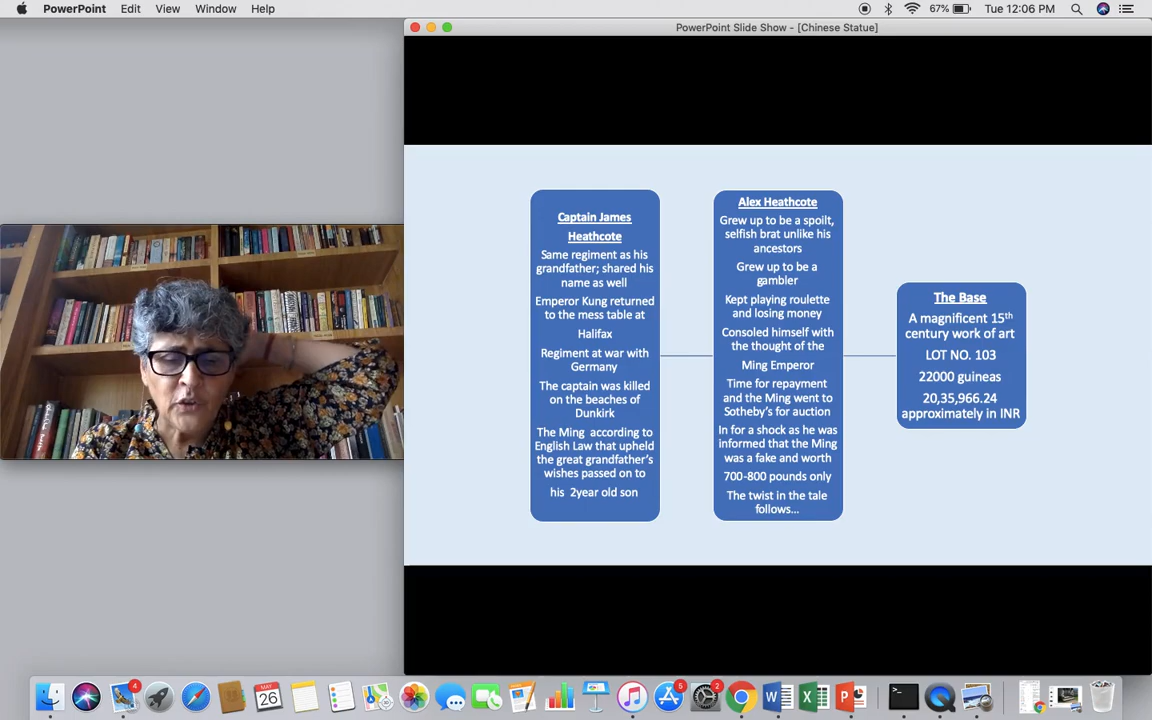 PowerPoint Edit View Window Help
67% Tue 12:06 PM
PowerPoint Slide Show - [Chinese Statue]
Captain James
Heathcote
Same regiment as his
grandfather; shared his
name as well
Emperor Kung returned
to the mess table at
Halifax
Regiment at war with
Germany
The captain was killed
on the beaches of
Dunkirk
The Ming according to
English Law that upheld
the great grandfather's
wishes passed on to
his 2year old son
Alex Heathcote
Grew up to be a spoilt,
selfish brat unlike his
ancestors
Grew up to be a
gambler
Kept playing roulette
and losing money
Consoled himself with
the thought of the
Ming Emperor
Time for repayment
and the Ming went to
Sotheby's for auction
In for a shock as he was
informed that the Ming
was a fake and worth
700-800 pounds only
The twist in the tale
follows...
The Base
A magnificent 15th
century work of art
LOT NO. 103
22000 guineas
20,35,966.24
approximately in INR
4
MAY
26
5
2